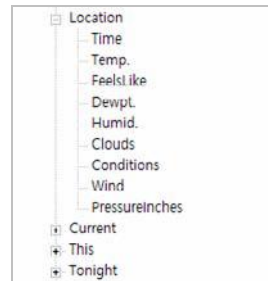 Location
Time
Temp.
FeelsLike
Dewpt.
Humid.
Clouds
Conditions
Wind
PressureInches
Current
This
Tonight